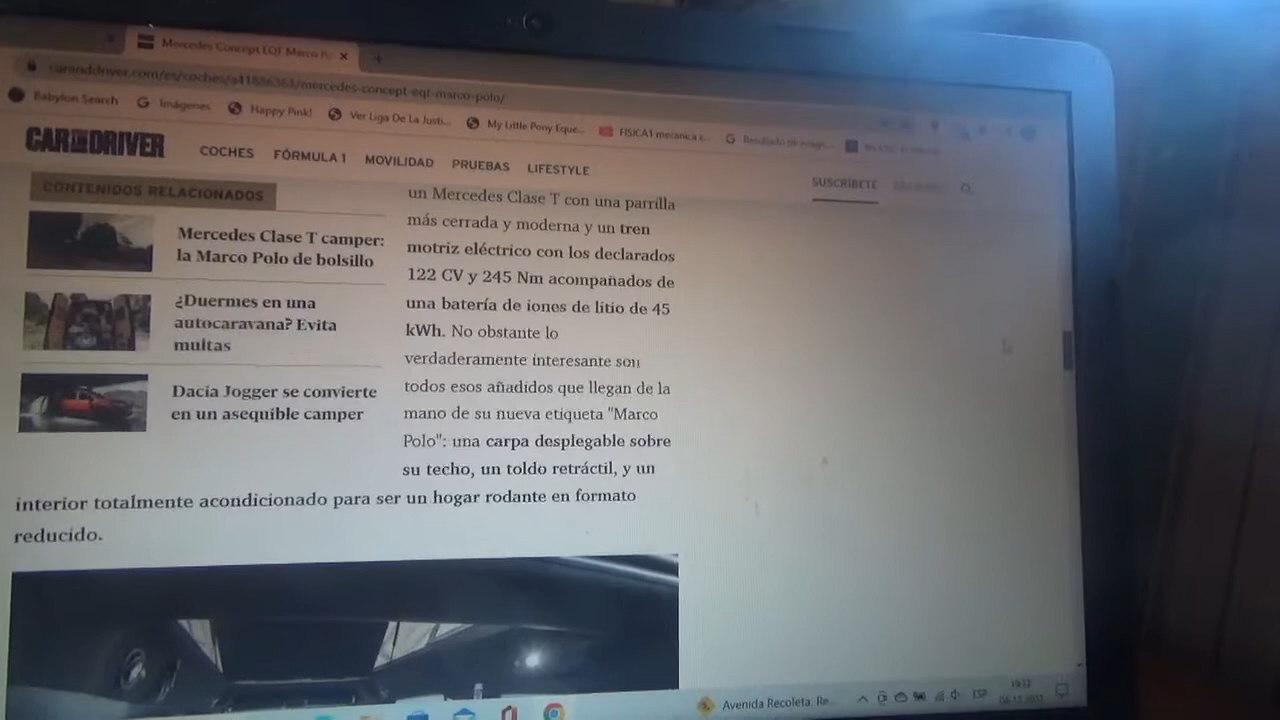 Mercedes Concept EQT Marco Po
caranddriver.com/es/coches/a41886363/mercedes-concept-eqt-marco-polo/
Babylon Search
Imágenes
Happy Pink!
Ver Liga De La Justi...
My Little Pony Eque...
FISICA1 mecanica c...
Resultado de image...
CAR AND DRIVER
COCHES
FÓRMULA 1
MOVILIDAD
PRUEBAS
LIFESTYLE
SUSCRÍBETE
CONTENIDOS RELACIONADOS
Mercedes Clase T camper:
la Marco Polo de bolsillo
¿Duermes en una
autocaravana? Evita
multas
Dacia Jogger se convierte
en un asequible camper
un Mercedes Clase T con una parrilla
más cerrada y moderna y un tren
motriz eléctrico con los declarados
122 CV y 245 Nm acompañados de
una batería de iones de litio de 45
kWh. No obstante lo
verdaderamente interesante son
todos esos añadidos que llegan de la
mano de su nueva etiqueta "Marco
Polo": una carpa desplegable sobre
su techo, un toldo retráctil, y un
interior totalmente acondicionado para ser un hogar rodante en formato
reducido.
Avenida Recoleta: Re...
ESP